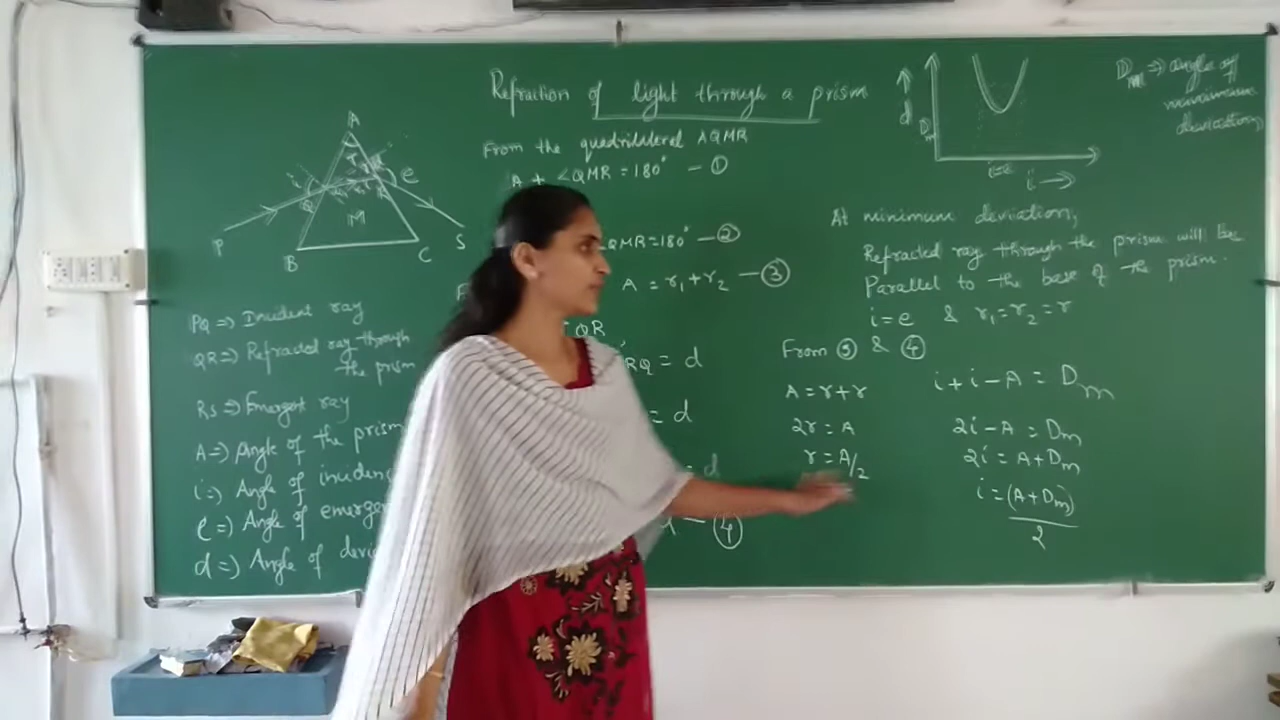 Refraction of light through a prism
A
e
Q
M
P
B
C
S
PQ => Incident ray
QR => Refracted ray through
the prism
RS => Emergent ray
A => Angle of the prism
i => Angle of
e => Angle of
d => Angle of
From the quadrilateral AQMR
A + ∠QMR = 180° — ①
QMR = 180° — ②
A = r₁ + r₂ — ③
QR
RQ = d
= d
= d
— ④
d
Dm
i=e
i →
Dm => angle of
minimum
deviation
At minimum deviation,
Refracted ray through the prism will be
Parallel to the base of the prism.
i = e & r₁ = r₂ = r
From ③ & ④
A = r + r
2r = A
r = A/2
i + i − A = Dm
2i − A = Dm
2i = A + Dm
i = (A + Dm)
2